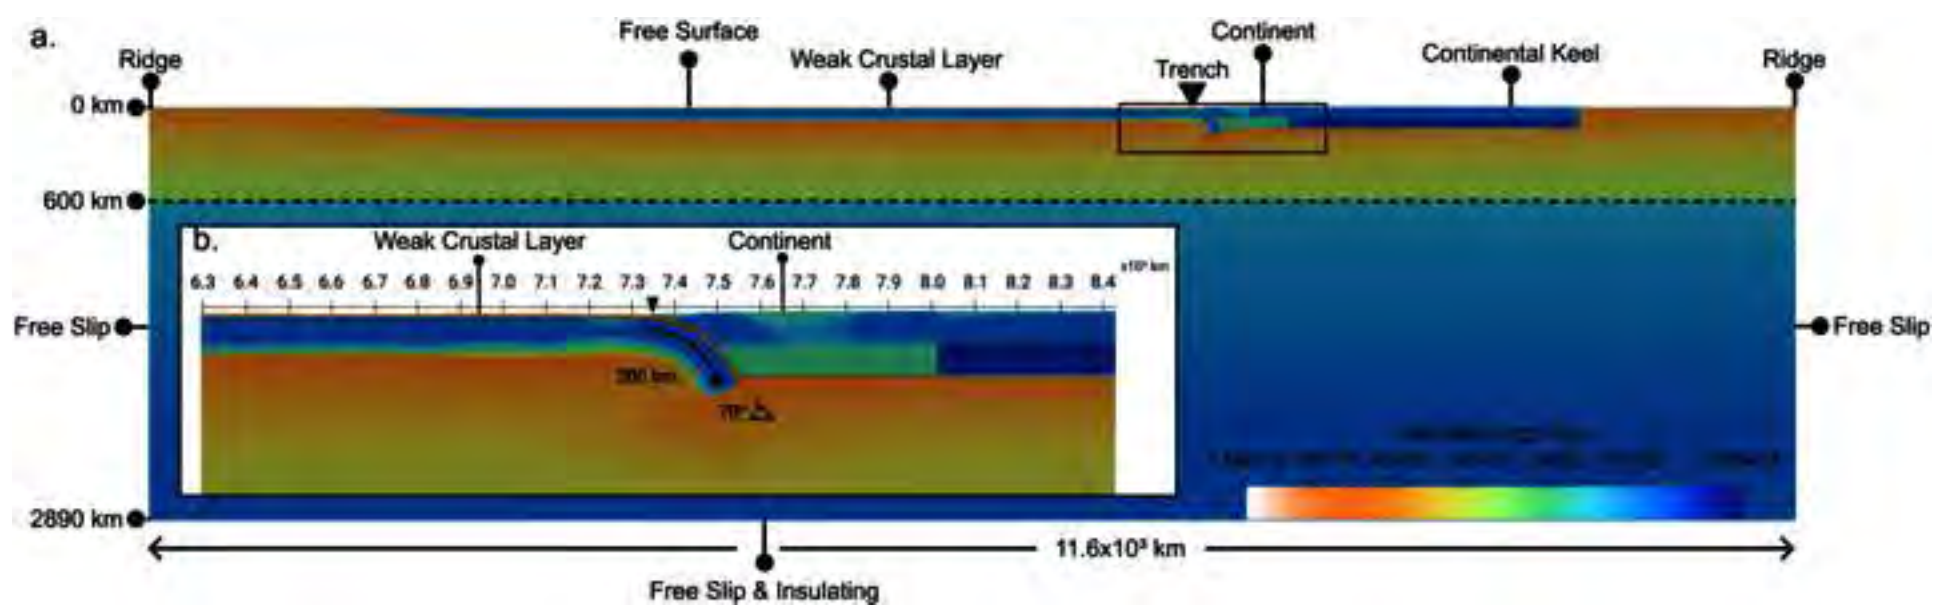 a.
Ridge
Free Surface
Weak Crustal Layer
Trench
Continent
Continental Keel
Ridge
0 km
600 km
b.
Weak Crustal Layer
Continent
6.3 6.4 6.5 6.6 6.7 6.8 6.9 7.0 7.1 7.2 7.3 7.4 7.5 7.6 7.7 7.8 7.9 8.0 8.1 8.2 8.3 8.4
x10³ km
Free Slip
Free Slip
2890 km
11.6x10³ km
Free Slip & Insulating